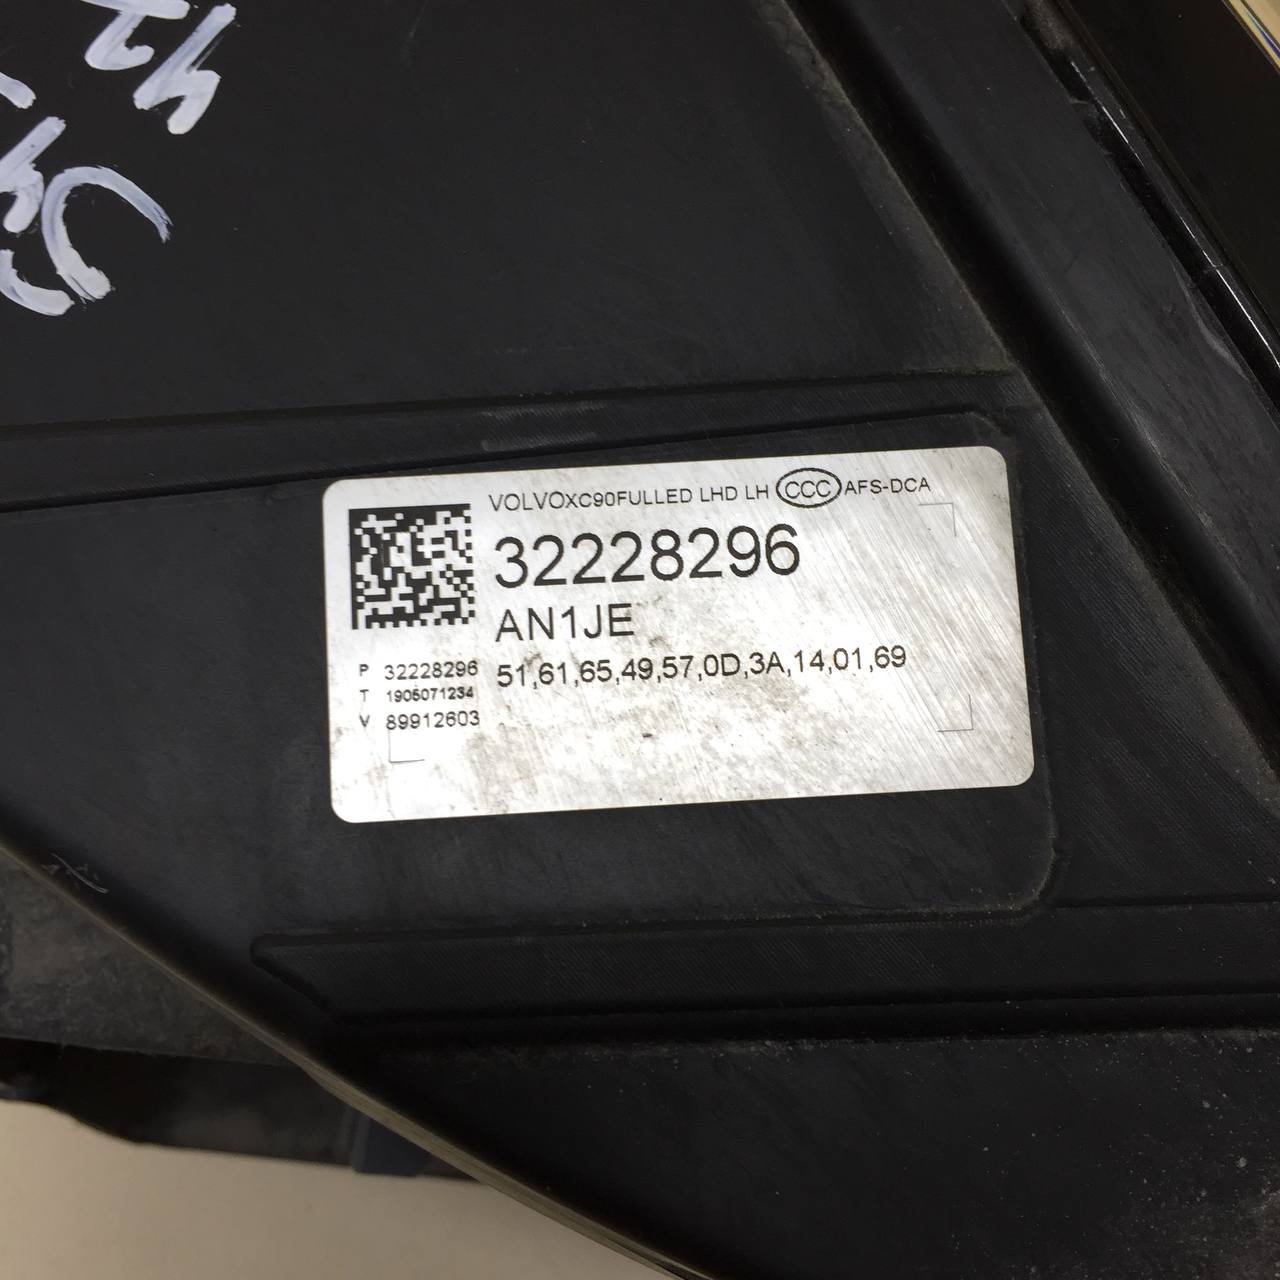 VOLVOXC90FULLED LHD LH CCC AFS-DCA
32228296
AN1JE
51,61,65,49,57,0D,3A,14,01,69
P 32228296
T 1905071234
V 89912603